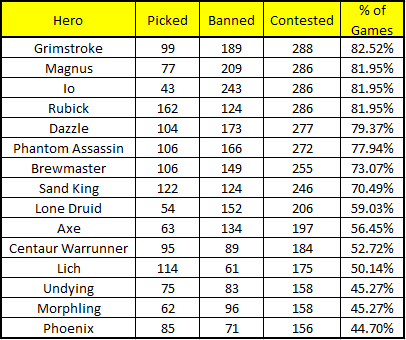 Hero Picked Banned Contested % of Games
Grimstroke 99 189 288 82.52%
Magnus 77 209 286 81.95%
Io 43 243 286 81.95%
Rubick 162 124 286 81.95%
Dazzle 104 173 277 79.37%
Phantom Assassin 106 166 272 77.94%
Brewmaster 106 149 255 73.07%
Sand King 122 124 246 70.49%
Lone Druid 54 152 206 59.03%
Axe 63 134 197 56.45%
Centaur Warrunner 95 89 184 52.72%
Lich 114 61 175 50.14%
Undying 75 83 158 45.27%
Morphling 62 96 158 45.27%
Phoenix 85 71 156 44.70%